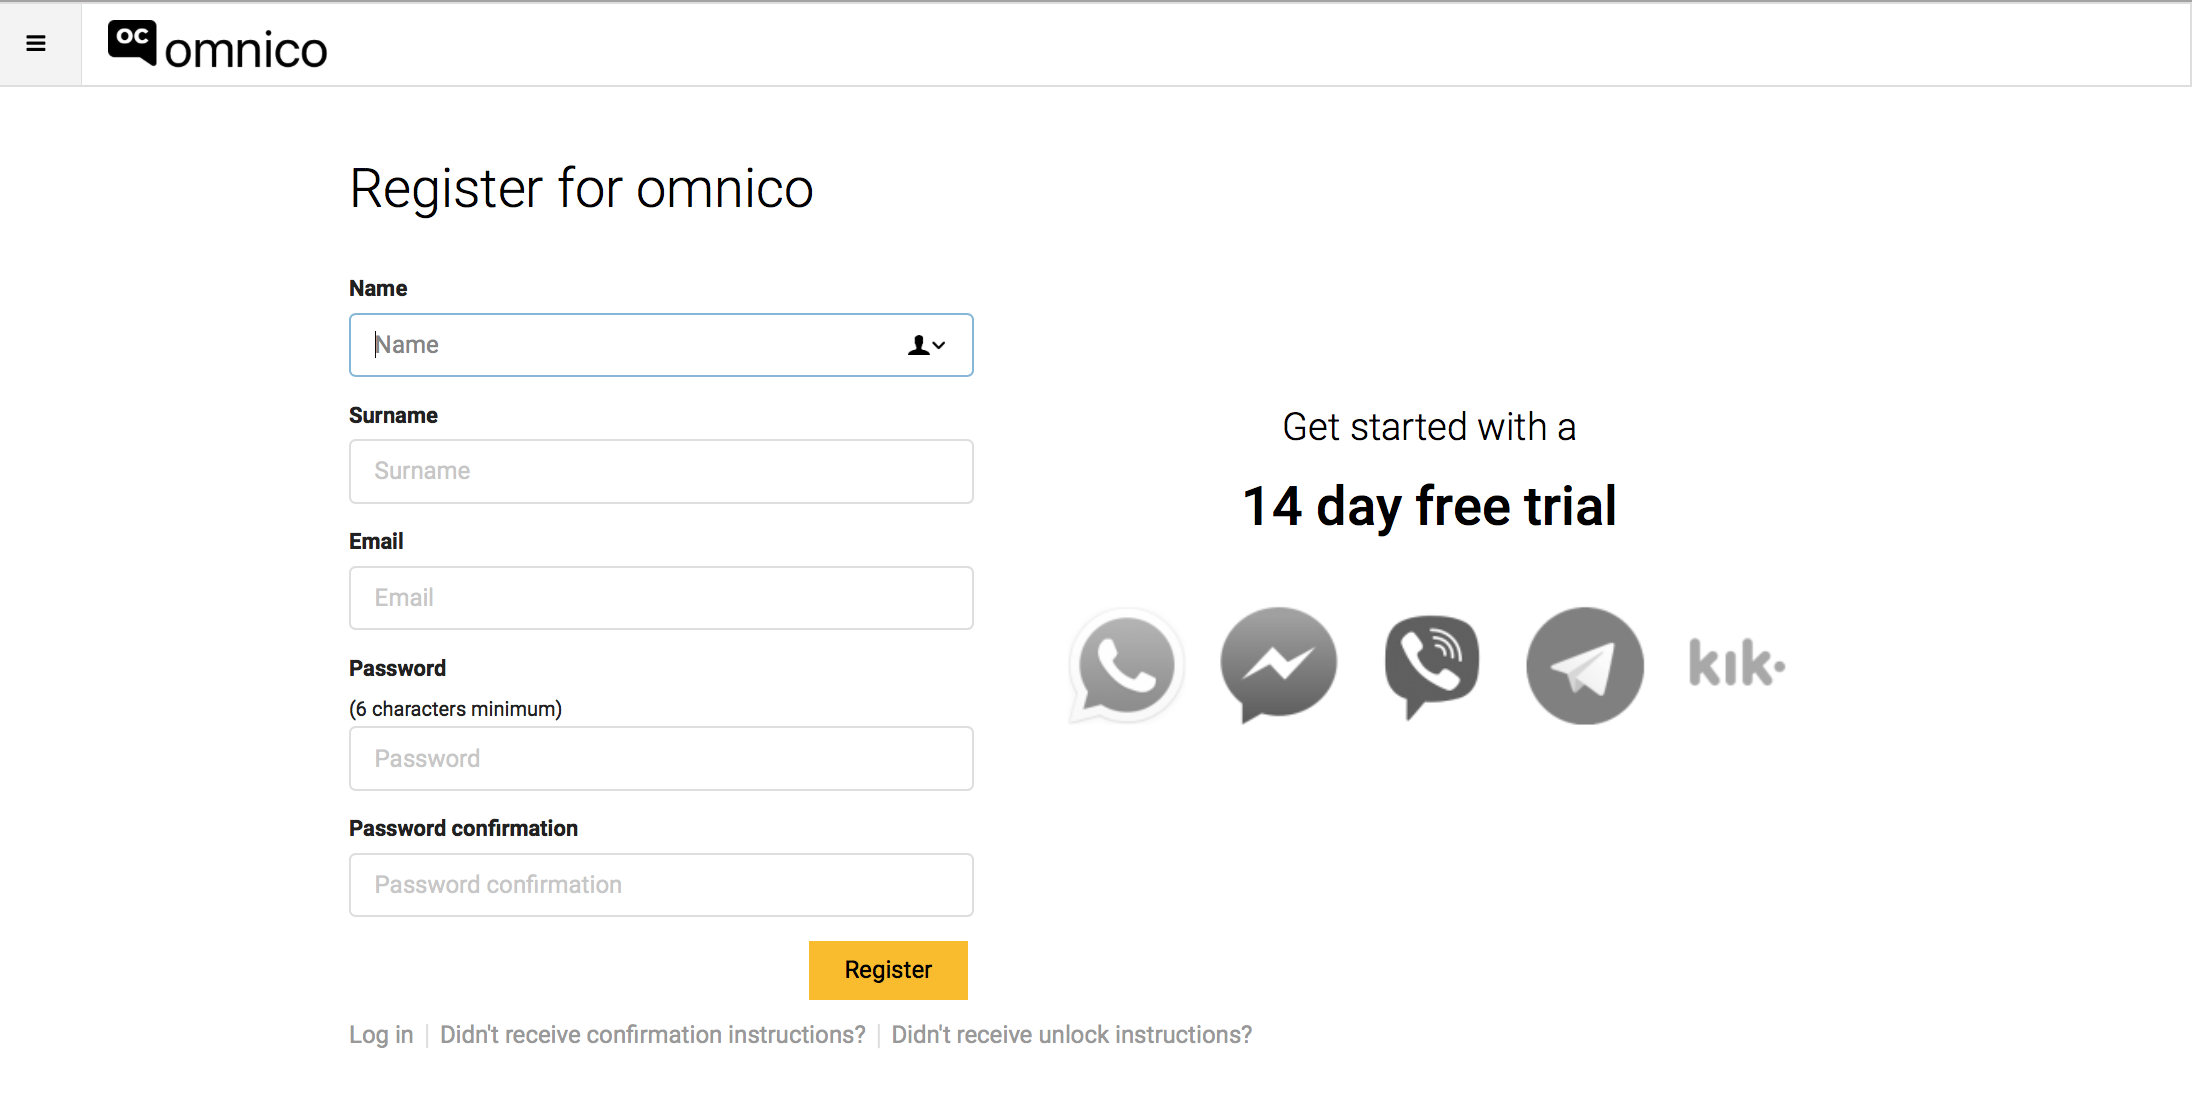 OC omnico
Register for omnico
Name
Name
Surname
Surname
Email
Email
Password
(6 characters minimum)
Password
Password confirmation
Password confirmation
Register
Log in | Didn't receive confirmation instructions? | Didn't receive unlock instructions?
Get started with a
14 day free trial
kik·